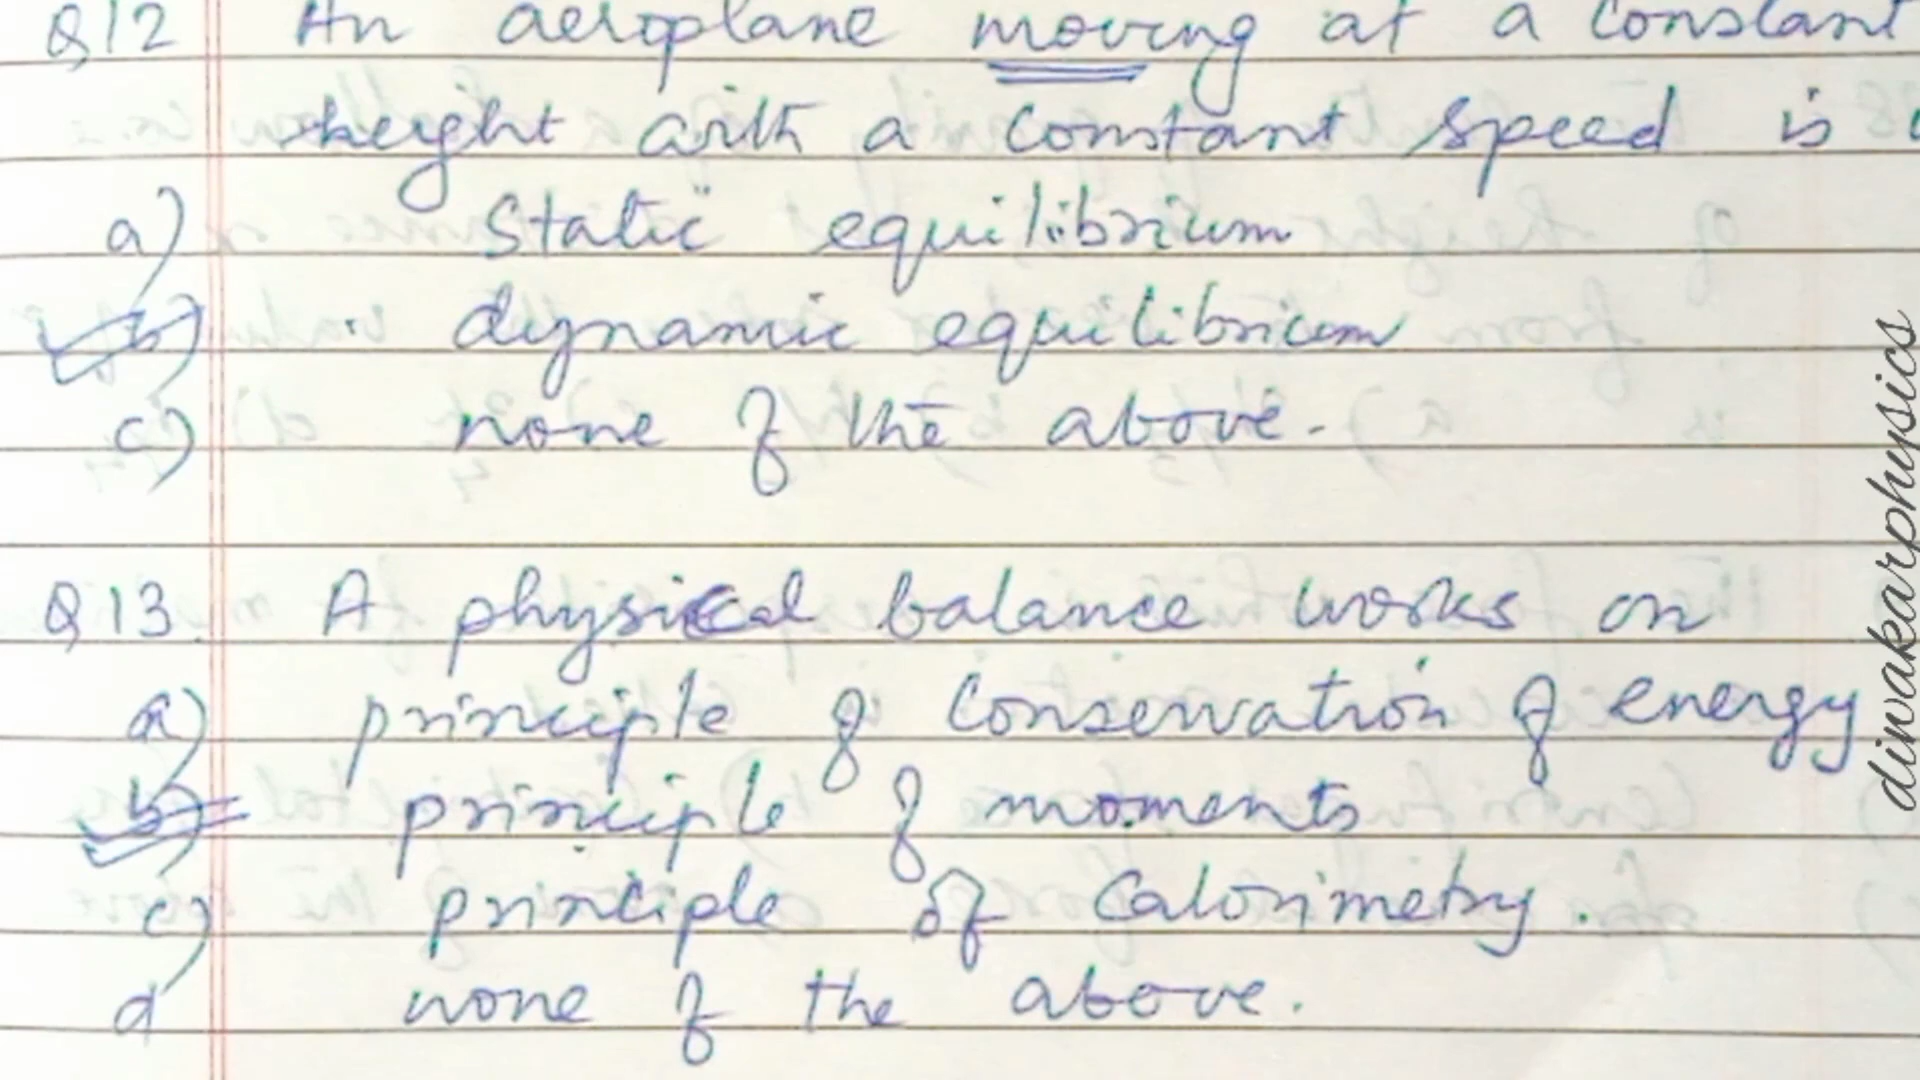 Q12 An aeroplane moving at a constant
height with a constant speed is
a) Static equilibrium
b) dynamic equilibrium
c) none of the above.
Q13. A physical balance works on
a) principle of conservation of energy
b) principle of moments
c) principle of Calorimetry.
d none of the above.
diwakarphysics